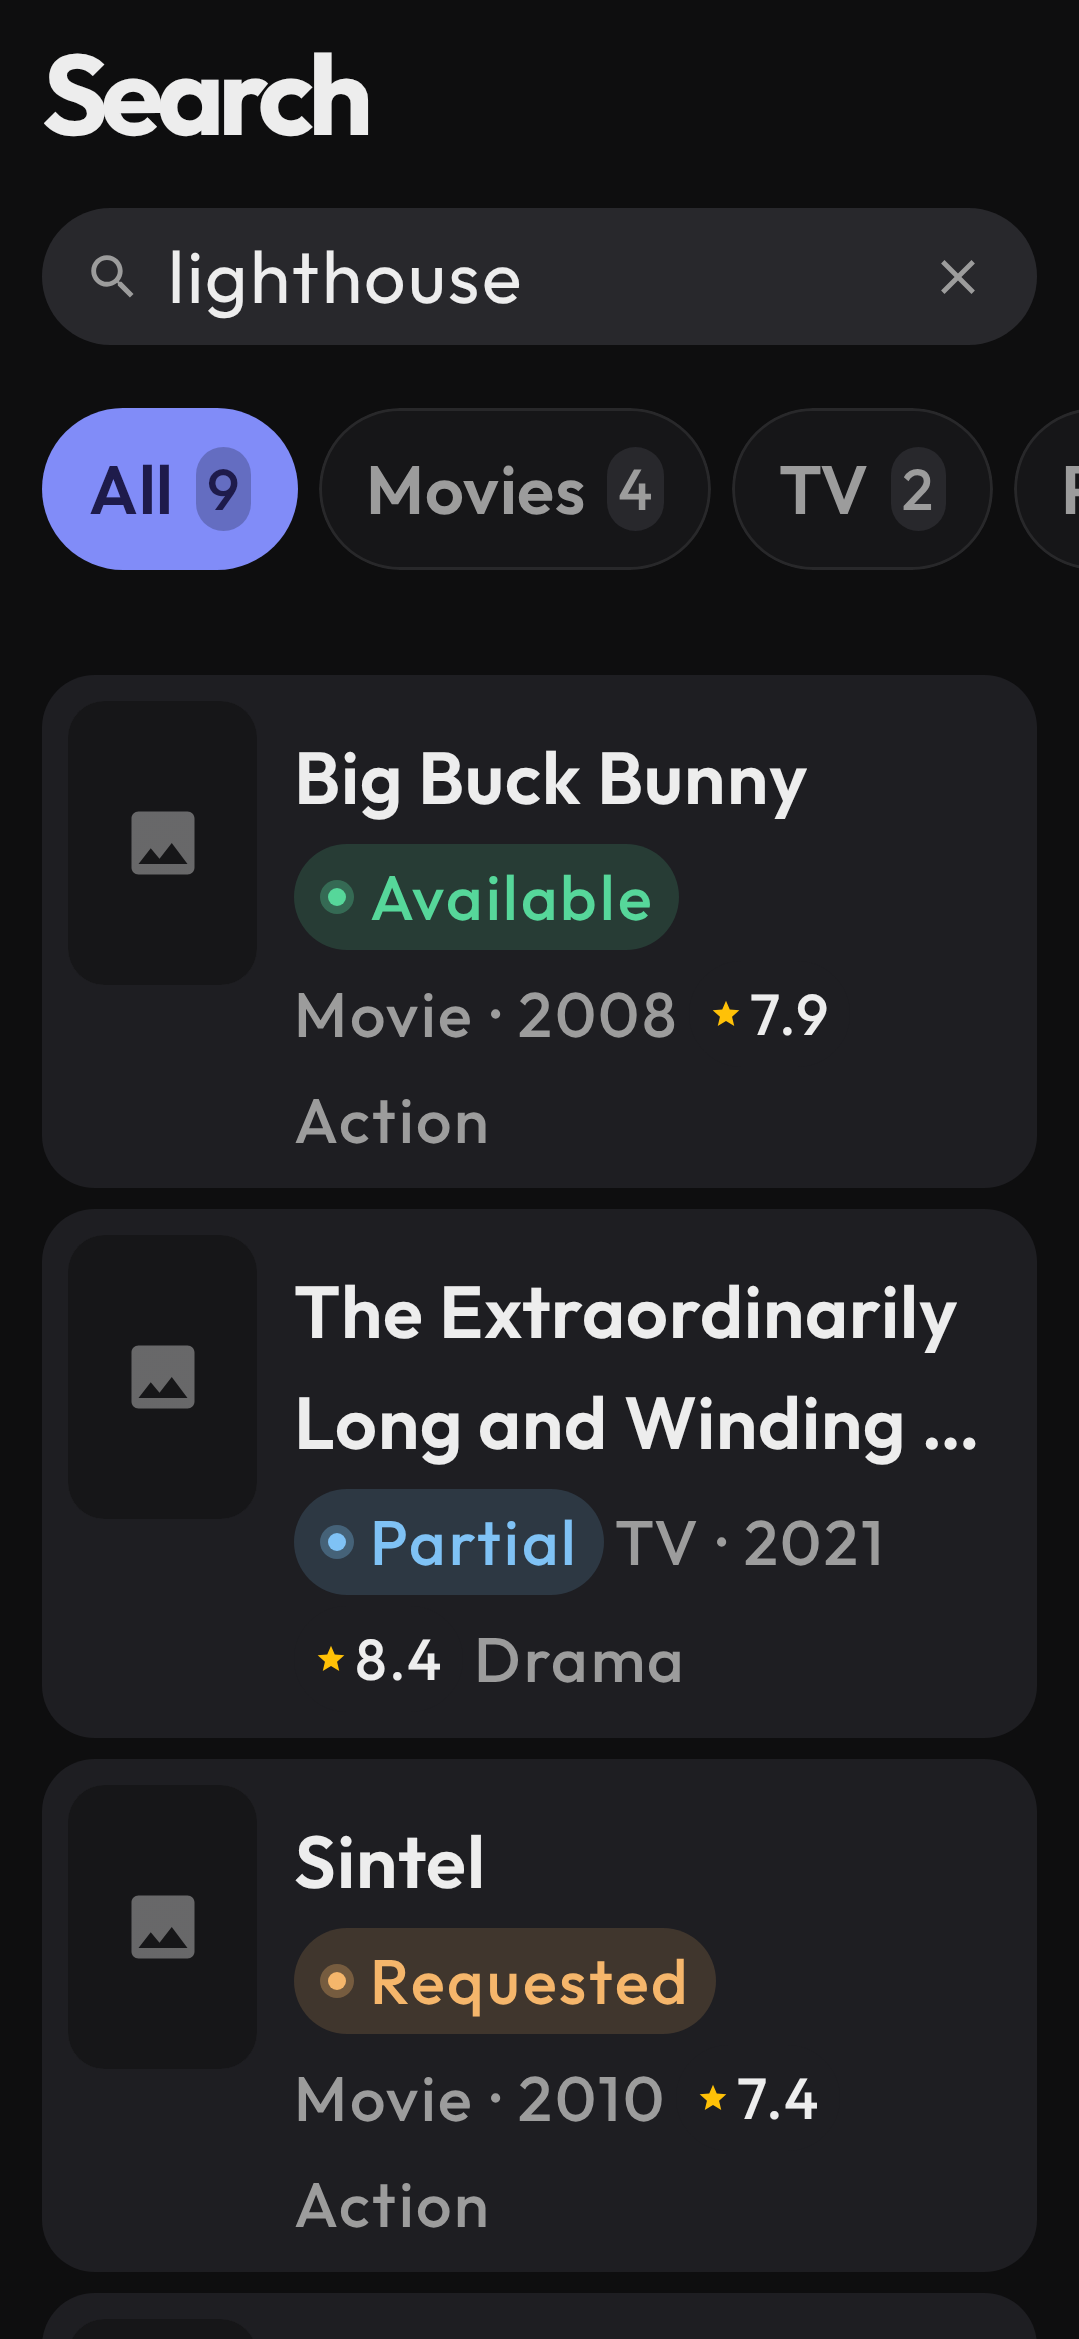 Search
lighthouse
All 9 Movies 4 TV 2
Big Buck Bunny
Available
Movie · 2008 7.9
Action
The Extraordinarily
Long and Winding ...
Partial TV · 2021
8.4 Drama
Sintel
Requested
Movie · 2010 7.4
Action